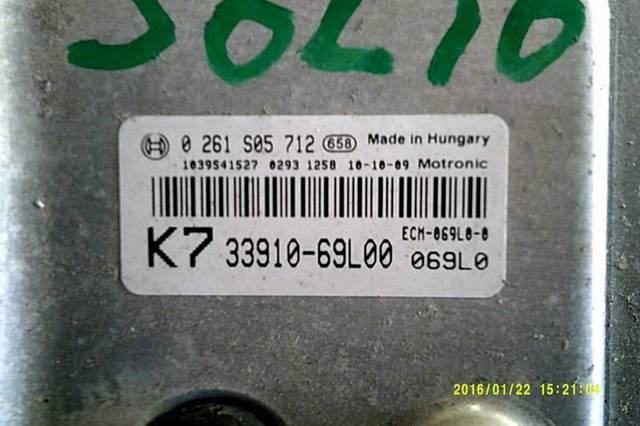 SOLIO
0 261 S05 712 658 Made in Hungary
1039S41527 0293 1258 10-10-09 Motronic
ECM-069L0-0
K7 33910-69L00 069L0
2016/01/22 15:21:04